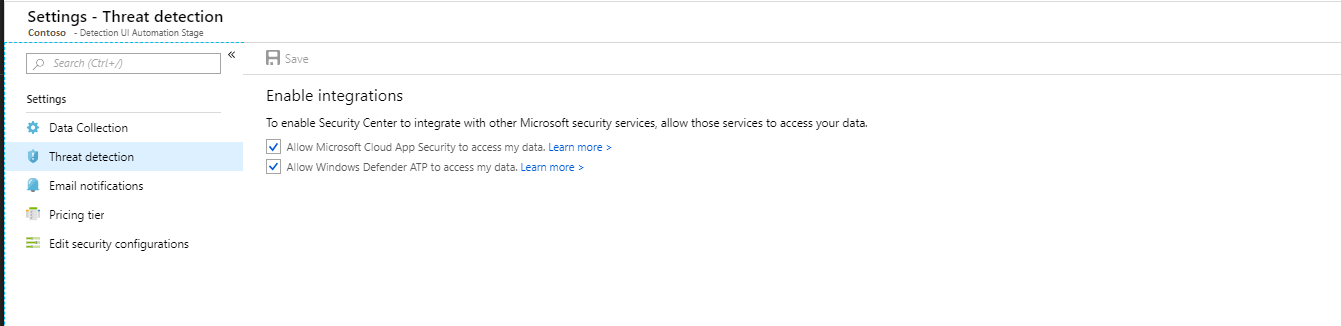 Settings - Threat detection
Contoso - Detection UI Automation Stage
Search (Ctrl+/)
«
Save
Settings
Data Collection
Threat detection
Email notifications
Pricing tier
Edit security configurations
Enable integrations
To enable Security Center to integrate with other Microsoft security services, allow those services to access your data.
Allow Microsoft Cloud App Security to access my data. Learn more >
Allow Windows Defender ATP to access my data. Learn more >